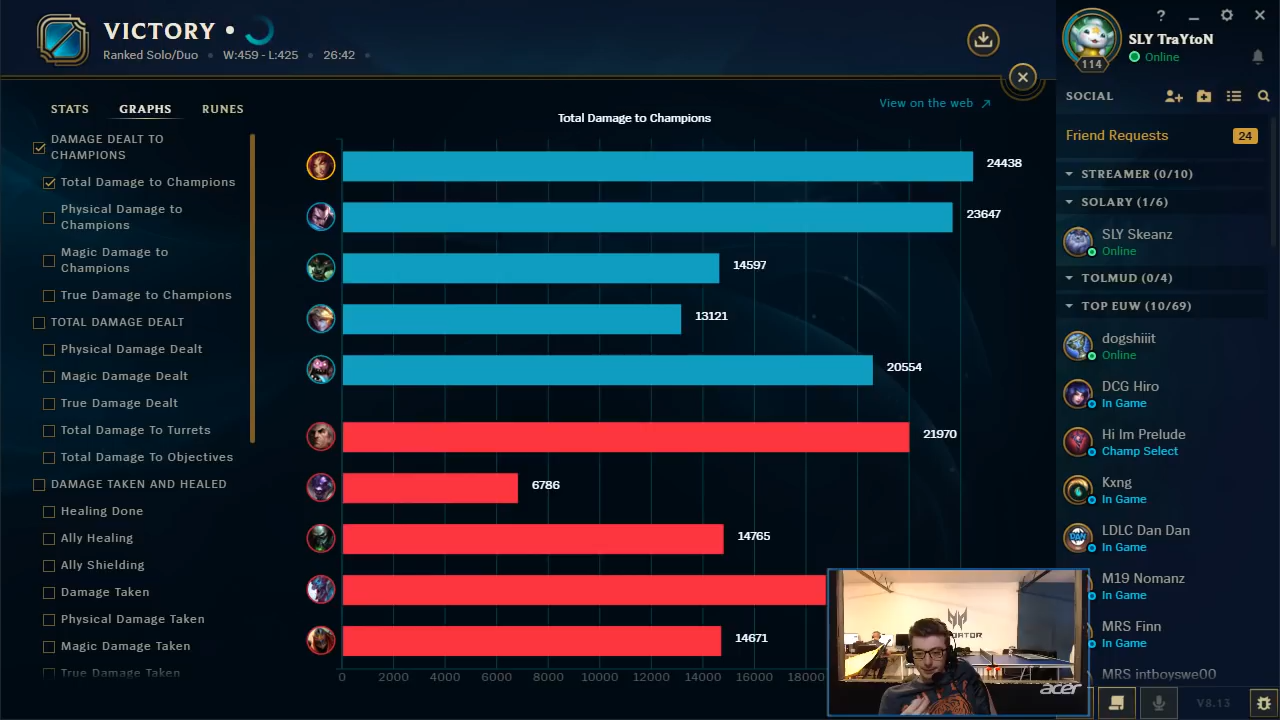 VICTORY •
Ranked Solo/Duo • W:459 - L:425 • 26:42 •
?
SLY TraYtoN
Online
114
STATS
GRAPHS
RUNES
View on the web
SOCIAL
Friend Requests
24
DAMAGE DEALT TO
CHAMPIONS
Total Damage to Champions
Physical Damage to
Champions
Magic Damage to
Champions
True Damage to Champions
TOTAL DAMAGE DEALT
Physical Damage Dealt
Magic Damage Dealt
True Damage Dealt
Total Damage To Turrets
Total Damage To Objectives
DAMAGE TAKEN AND HEALED
Healing Done
Ally Healing
Ally Shielding
Damage Taken
Physical Damage Taken
Magic Damage Taken
True Damage Taken
Total Damage to Champions
24438
23647
14597
13121
20554
21970
6786
14765
14671
0
2000
4000
6000
8000
10000
12000
14000
16000
18000
STREAMER (0/10)
SOLARY (1/6)
SLY Skeanz
Online
TOLMUD (0/4)
TOP EUW (10/69)
dogshiiit
Online
DCG Hiro
In Game
Hi Im Prelude
Champ Select
Kxng
In Game
LDLC Dan Dan
In Game
M19 Nomanz
In Game
MRS Finn
In Game
MRS intboyswe00
acer
V8.13